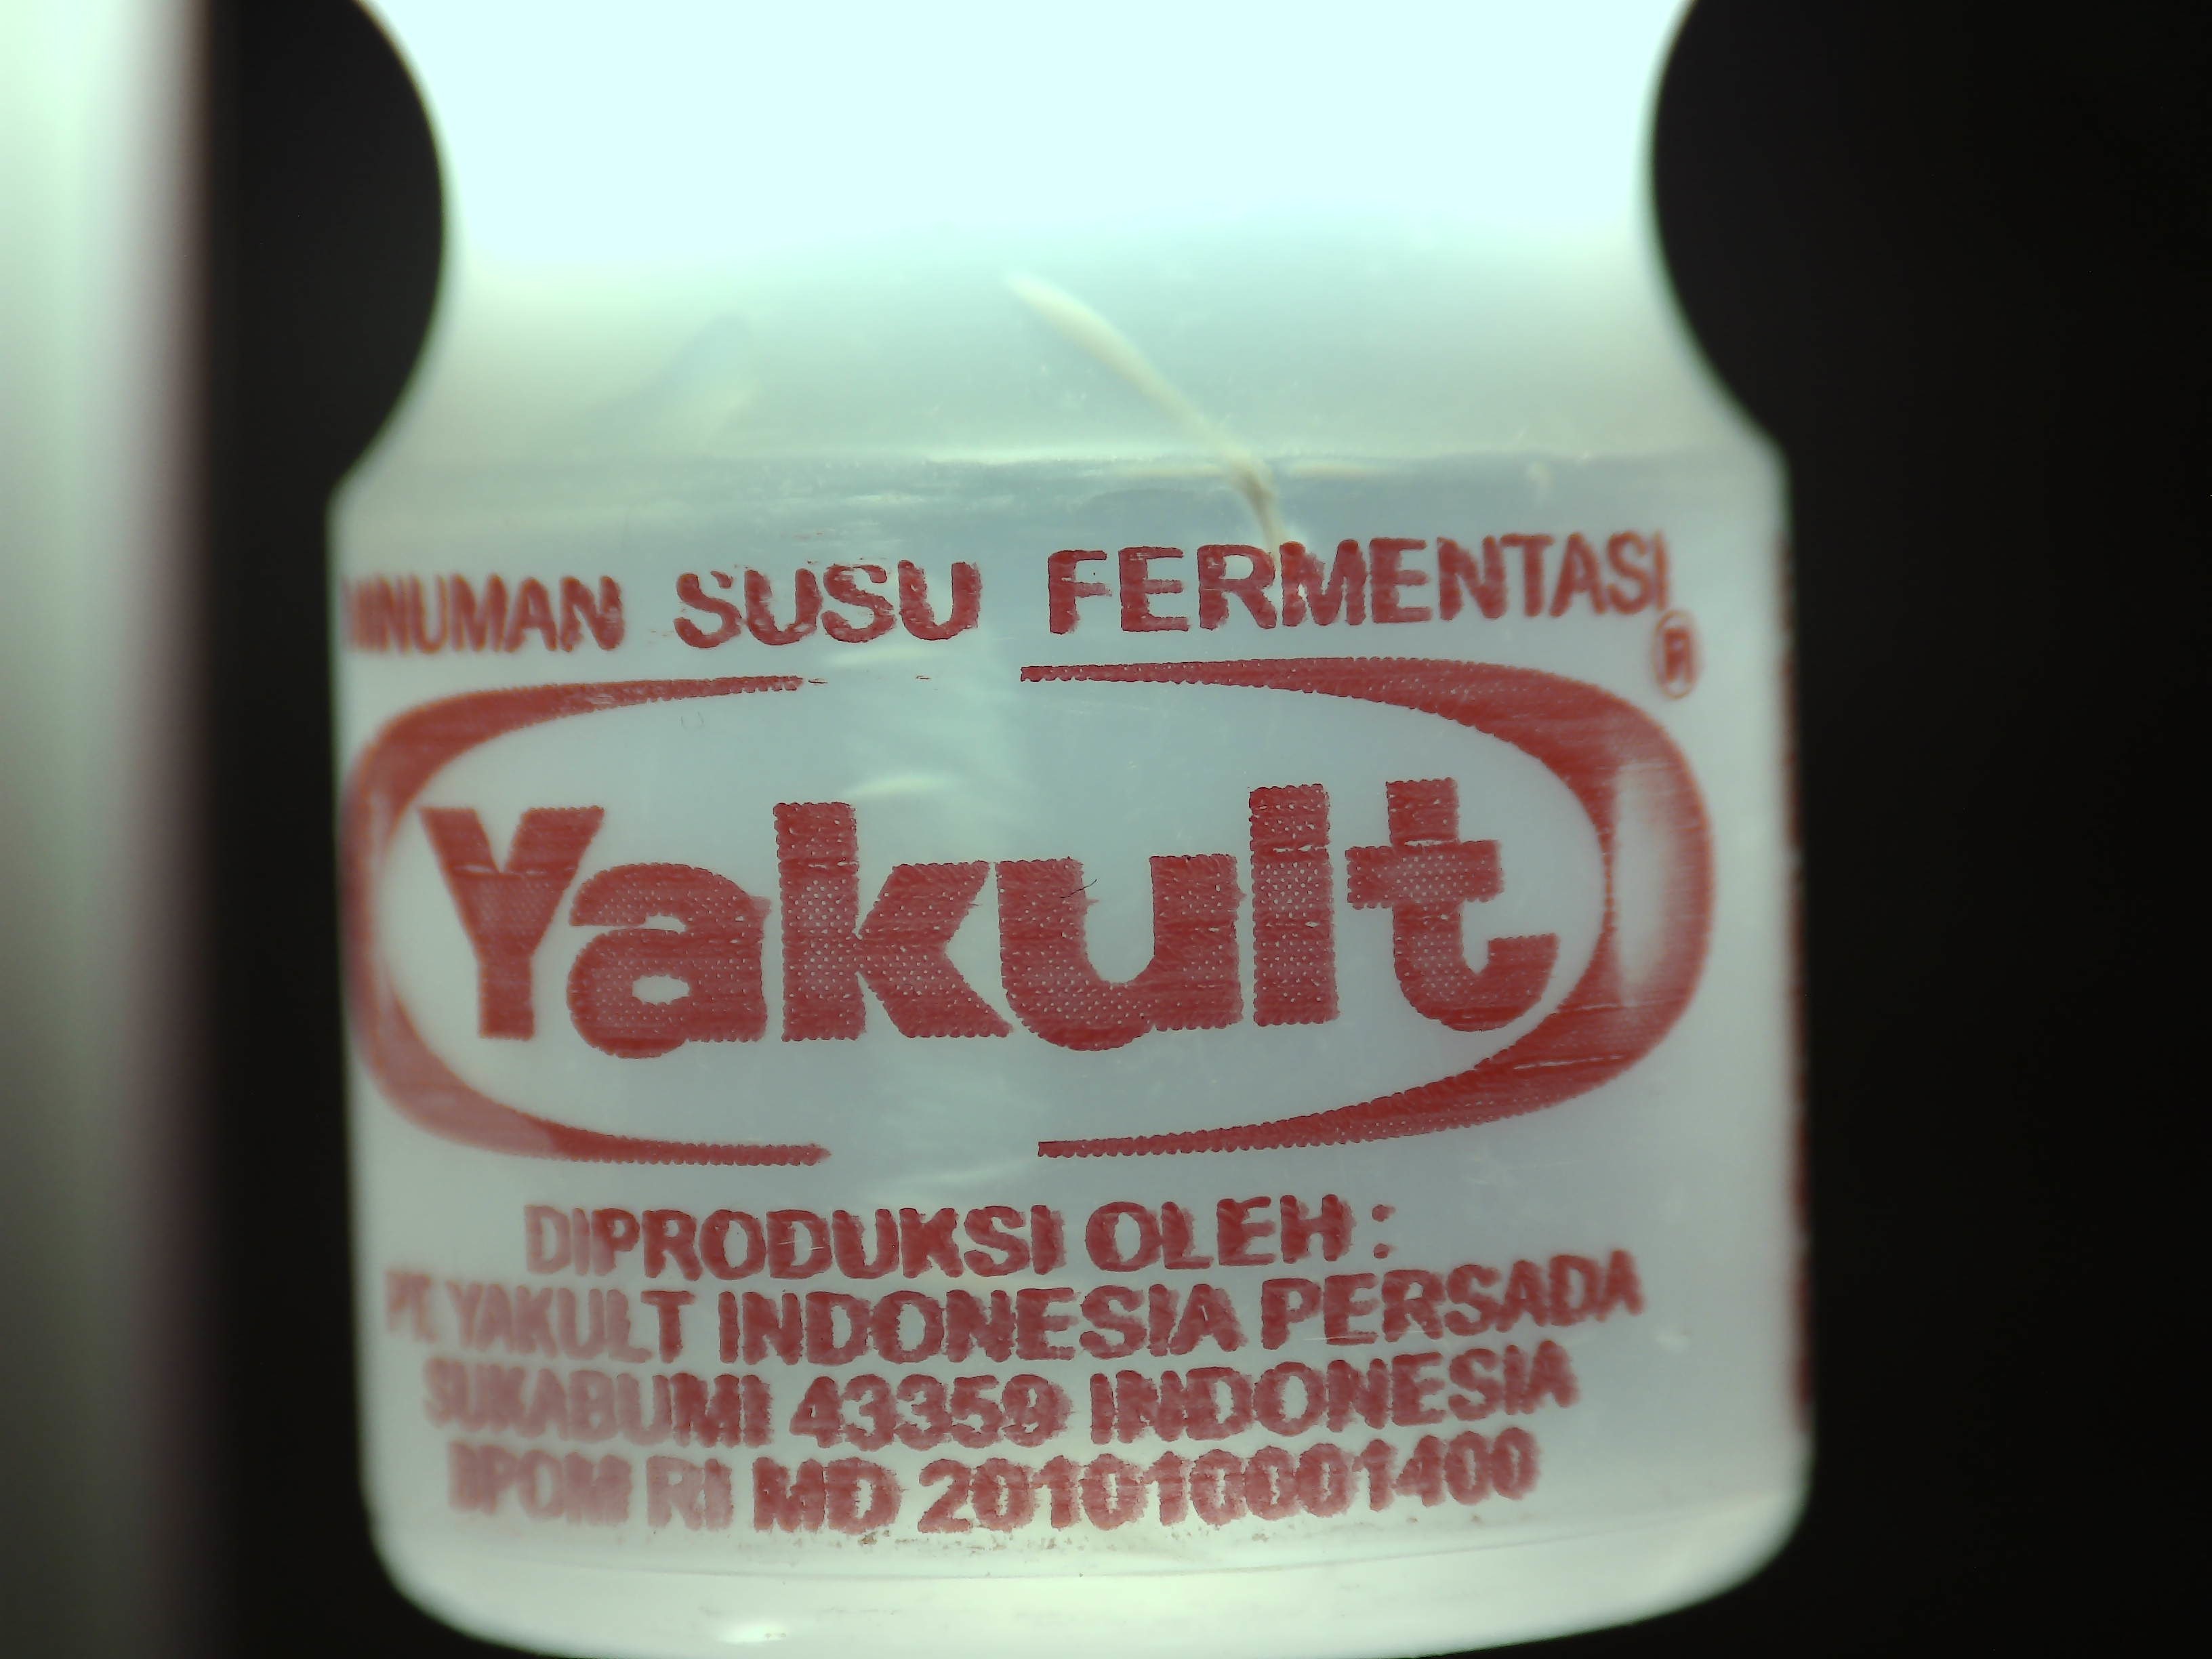 MINUMAN SUSU FERMENTASI
®
Yakult
DIPRODUKSI OLEH :
PT. YAKULT INDONESIA PERSADA
SUKABUMI 43359 INDONESIA
BPOM RI MD 201010001400